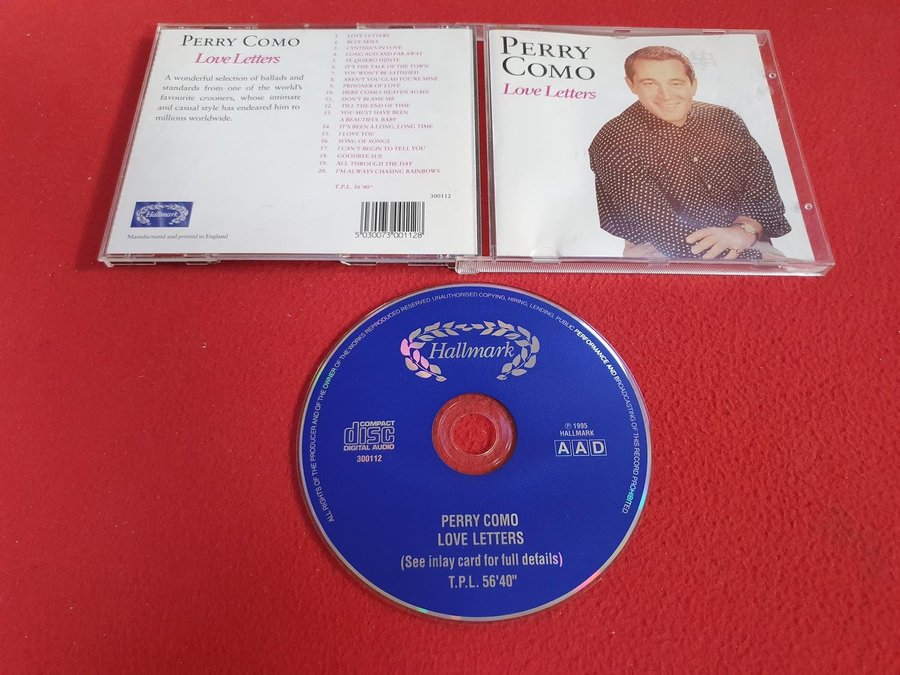 PERRY COMO
Love Letters
A wonderful selection of ballads and
standards from one of the world's
favourite crooners, whose intimate
and casual style has endeared him to
millions worldwide.
Hallmark
Manufactured and printed in England
1. LOVE LETTERS
2. BLUE SKIES
3. CYNTHIA'S IN LOVE
4. LONG AGO AND FAR AWAY
5. TE QUIERO DIJISTE
6. IT'S THE TALK OF THE TOWN
7. YOU WON'T BE SATISFIED
8. AREN'T YOU GLAD YOU'RE MINE
9. PRISONER OF LOVE
10. HERE COMES HEAVEN AGAIN
11. DON'T BLAME ME
12. TILL THE END OF TIME
13. YOU MUST HAVE BEEN
A BEAUTIFUL BABY
14. IT'S BEEN A LONG, LONG TIME
15. I LOVE YOU
16. SONG OF SONGS
17. I CAN'T BEGIN TO TELL YOU
18. GOODBYE SUE
19. ALL THROUGH THE DAY
20. I'M ALWAYS CHASING RAINBOWS
T.P.L. 56'40"
300112
5 030073 001128
PERRY
COMO
Love Letters
ALL RIGHTS OF THE PRODUCER AND OF THE OWNER OF THE WORKS REPRODUCED RESERVED. UNAUTHORISED COPYING, HIRING, LENDING, PUBLIC PERFORMANCE AND BROADCASTING OF THIS RECORD PROHIBITED
Hallmark
COMPACT
disc
DIGITAL AUDIO
300112
℗ 1995
HALLMARK
AAD
PERRY COMO
LOVE LETTERS
(See inlay card for full details)
T.P.L. 56'40"